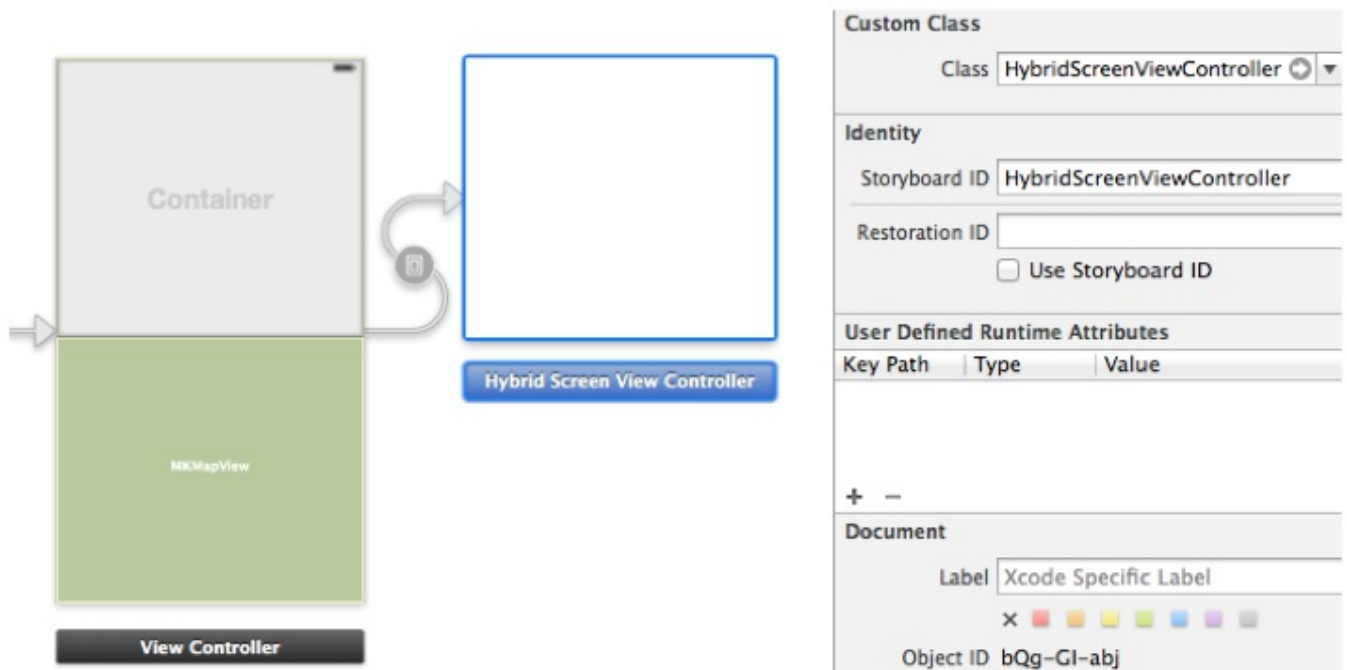 Container
MKMapView
View Controller
Hybrid Screen View Controller
Custom Class
Class HybridScreenViewController
Identity
Storyboard ID HybridScreenViewController
Restoration ID
Use Storyboard ID
User Defined Runtime Attributes
Key Path Type Value
+ −
Document
Label Xcode Specific Label
×
Object ID bQg-GI-abj